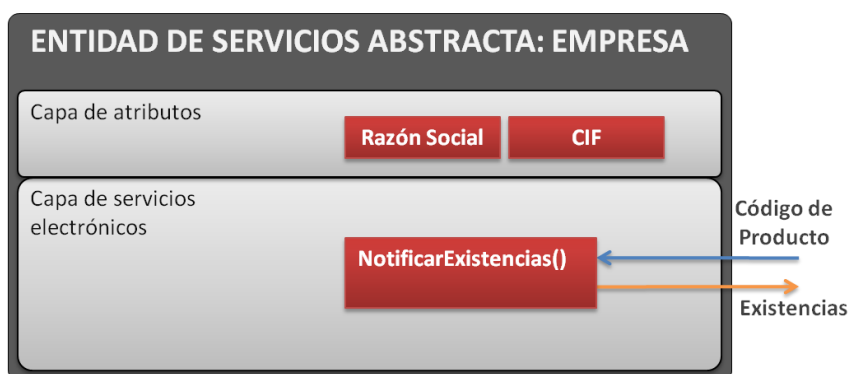 ENTIDAD DE SERVICIOS ABSTRACTA: EMPRESA
Capa de atributos
Razón Social
CIF
Capa de servicios
electrónicos
NotificarExistencias()
Código de
Producto
Existencias